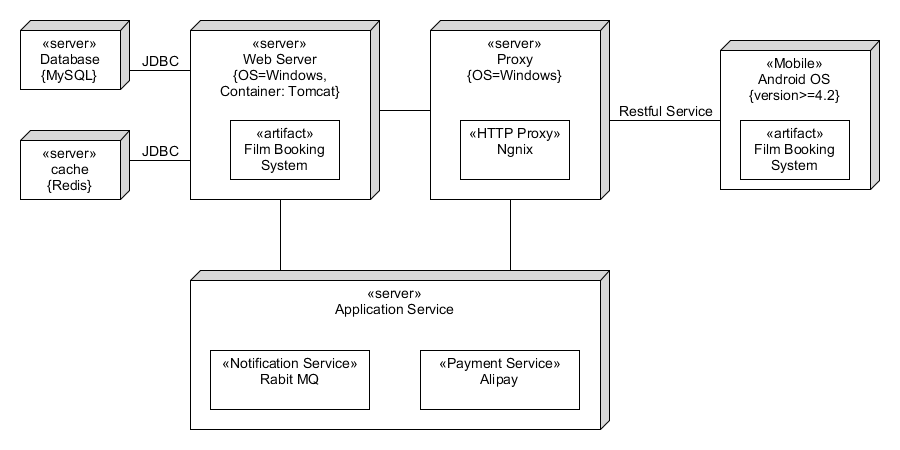 «server»
Database
{MySQL}
JDBC
«server»
Web Server
{OS=Windows,
Container: Tomcat}
«artifact»
Film Booking
System
«server»
Proxy
{OS=Windows}
«HTTP Proxy»
Ngnix
Restful Service
«Mobile»
Android OS
{version>=4.2}
«artifact»
Film Booking
System
«server»
cache
{Redis}
JDBC
«server»
Application Service
«Notification Service»
Rabit MQ
«Payment Service»
Alipay